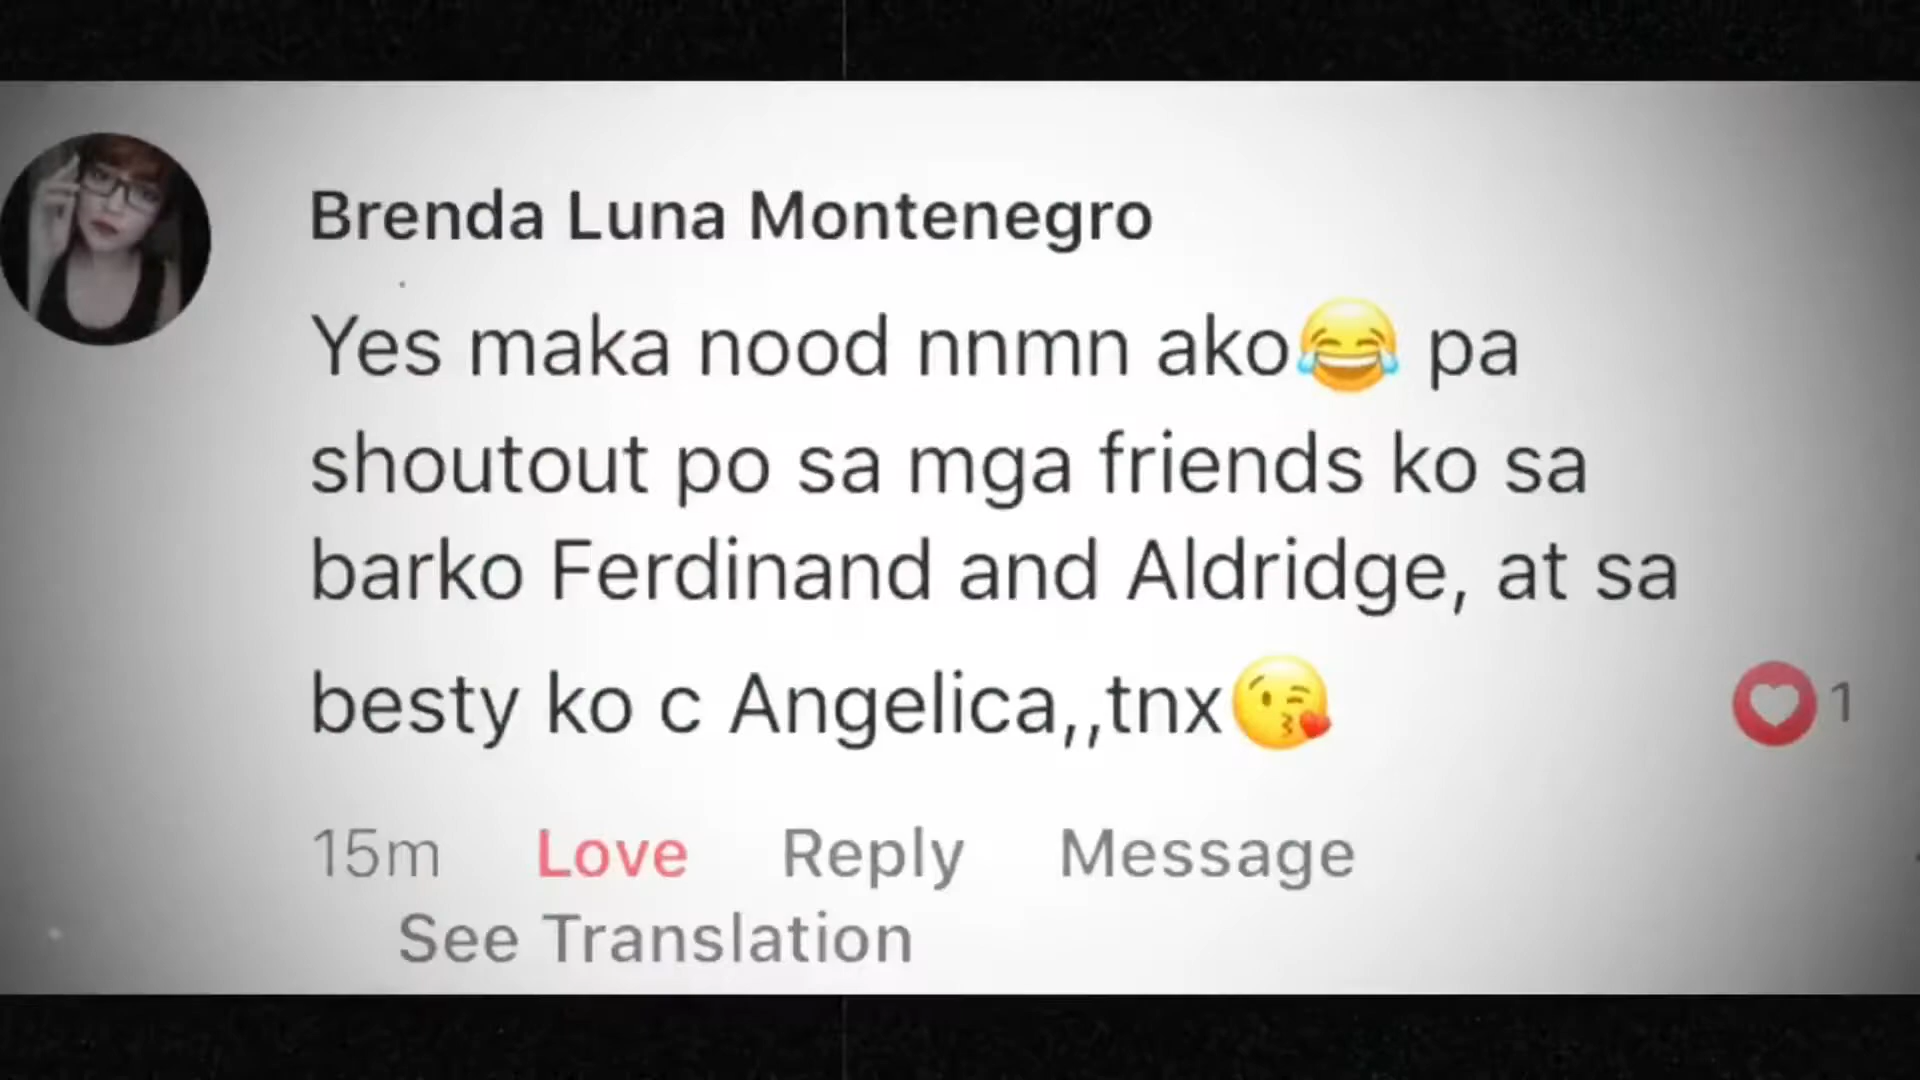 Brenda Luna Montenegro
Yes maka nood nnmn ako😂 pa
shoutout po sa mga friends ko sa
barko Ferdinand and Aldridge, at sa
besty ko c Angelica,,tnx😘
1
15m Love Reply Message
See Translation